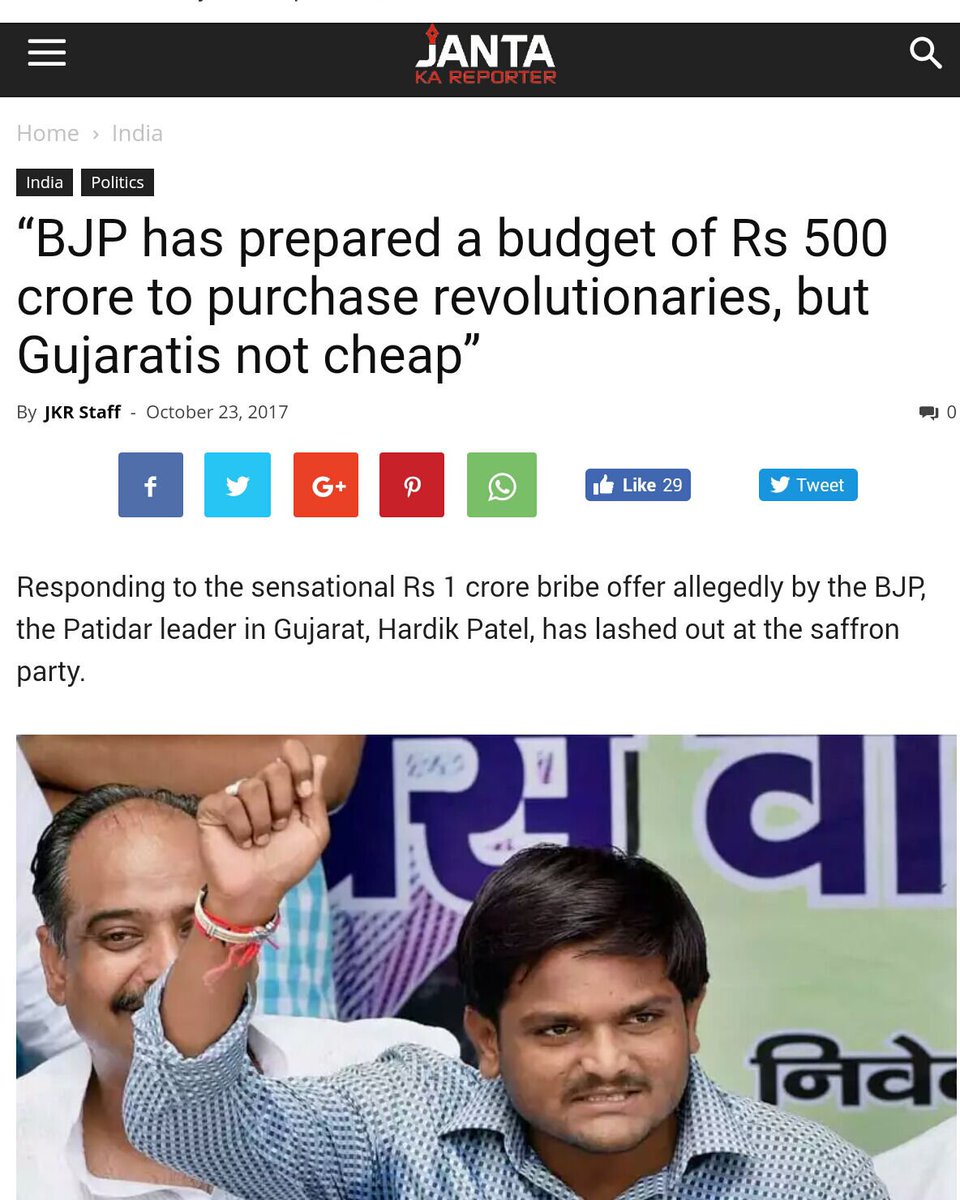 JANTA
KA REPORTER
Home › India
India Politics
“BJP has prepared a budget of Rs 500
crore to purchase revolutionaries, but
Gujaratis not cheap”
By JKR Staff - October 23, 2017 0
f G+ Like 29 Tweet
Responding to the sensational Rs 1 crore bribe offer allegedly by the BJP,
the Patidar leader in Gujarat, Hardik Patel, has lashed out at the saffron
party.